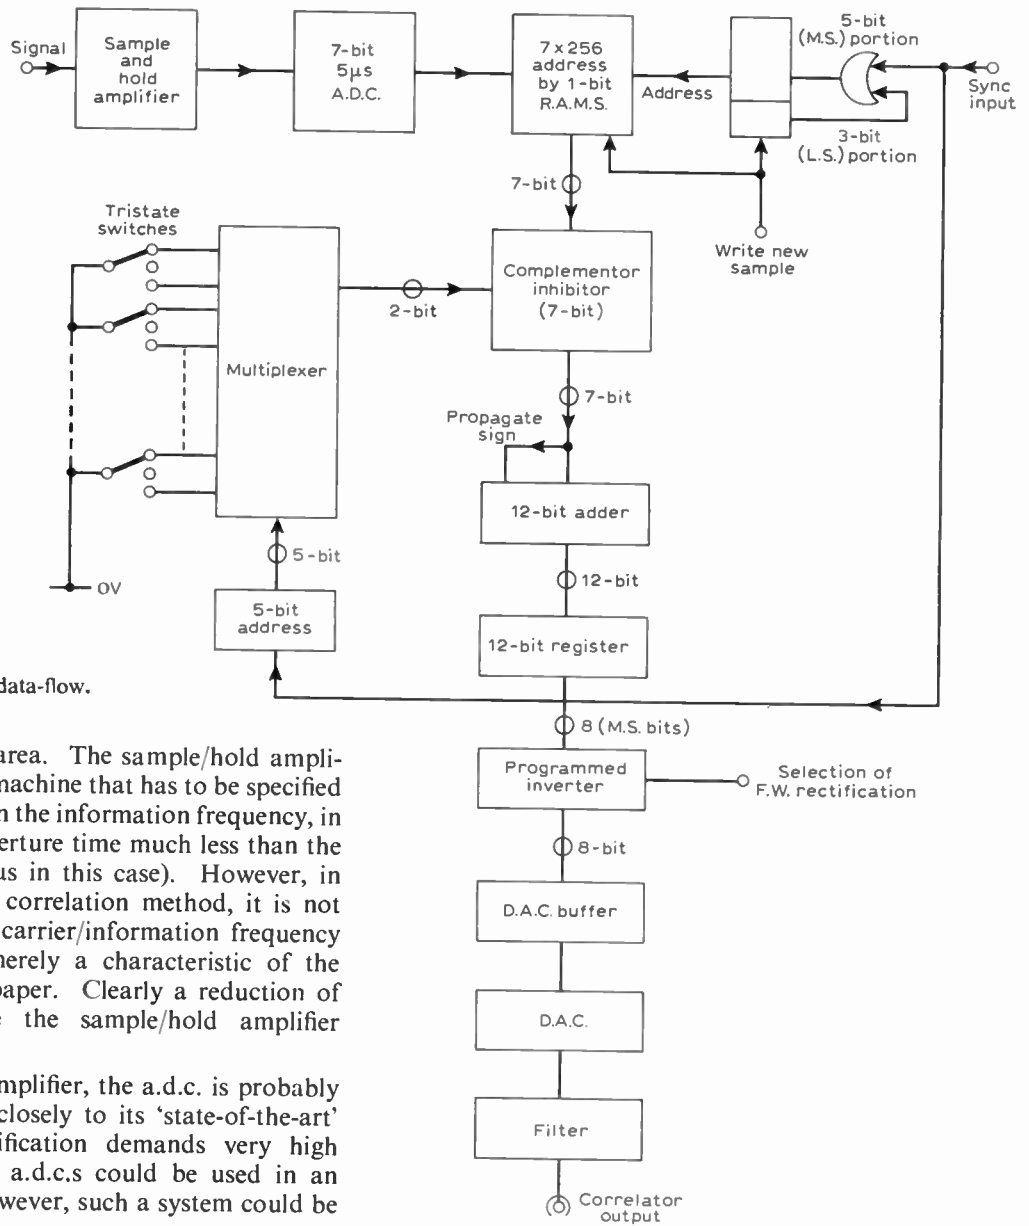 Signal
Sample
and
hold
amplifier
7-bit
5μs
A.D.C.
7 x 256
address
by 1-bit
R.A.M.S.
Address
5-bit
(M.S.) portion
Sync
input
3-bit
(L.S.) portion
7-bit
Write new
sample
Tristate
switches
Multiplexer
2-bit
Complementor
inhibitor
(7-bit)
7-bit
Propagate
sign
12-bit adder
5-bit
12-bit
0V
5-bit
address
12-bit register
data-flow.
8 (M.S. bits)
Programmed
inverter
Selection of
F.W. rectification
8-bit
D.A.C. buffer
D.A.C.
Filter
Correlator
output
area. The sample/hold ampli-
machine that has to be specified
the information frequency, in
erture time much less than the
us in this case). However, in
correlation method, it is not
carrier/information frequency
nerely a characteristic of the
paper. Clearly a reduction of
the sample/hold amplifier
mplifier, the a.d.c. is probably
closely to its 'state-of-the-art'
ification demands very high
a.d.c.s could be used in an
wever, such a system could be